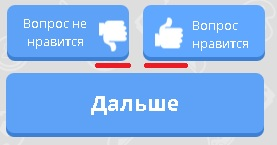 Вопрос не
нравится
Вопрос
нравится
Дальше